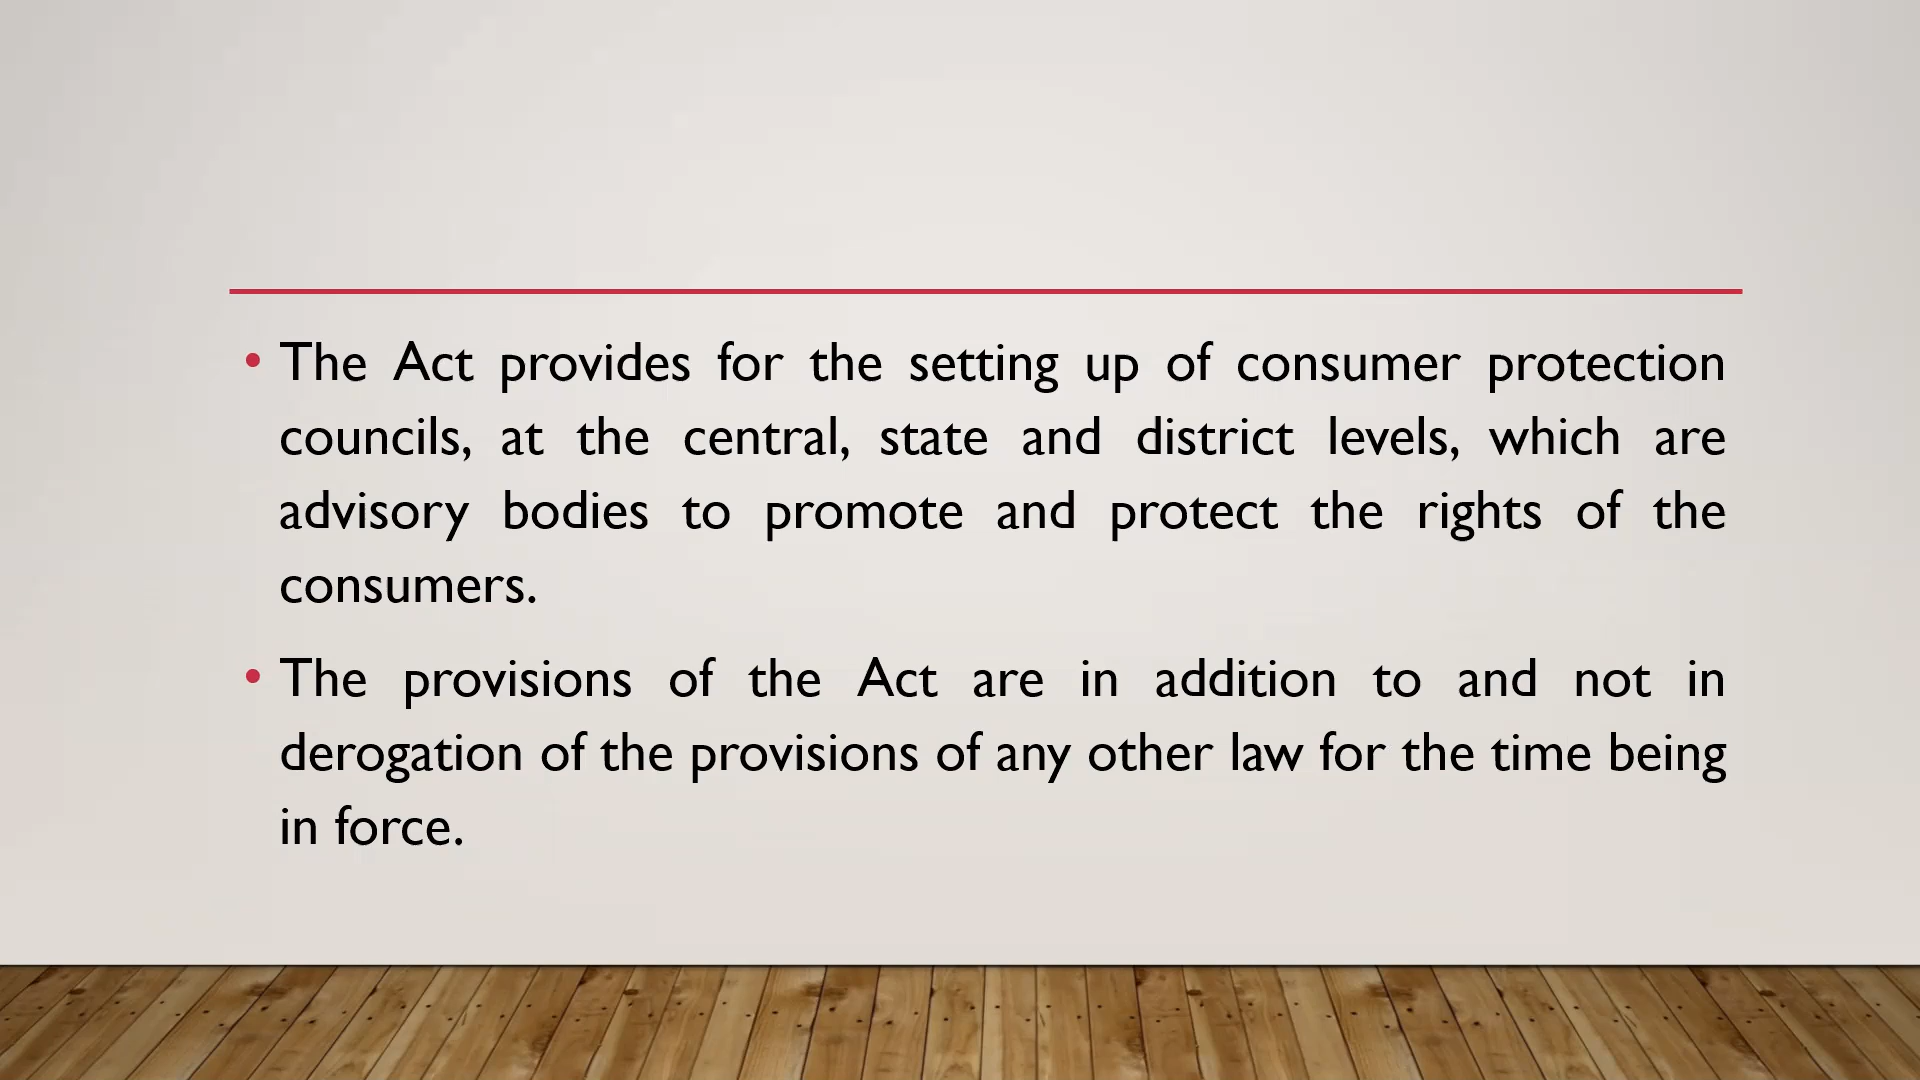 • The Act provides for the setting up of consumer protection
councils, at the central, state and district levels, which are
advisory bodies to promote and protect the rights of the
consumers.
• The provisions of the Act are in addition to and not in
derogation of the provisions of any other law for the time being
in force.